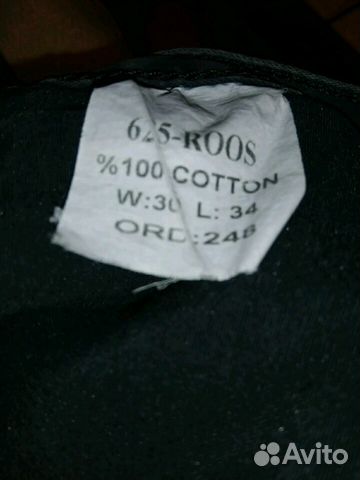 625-ROOS
%100 COTTON
W:30 L: 34
ORD:248
Avito